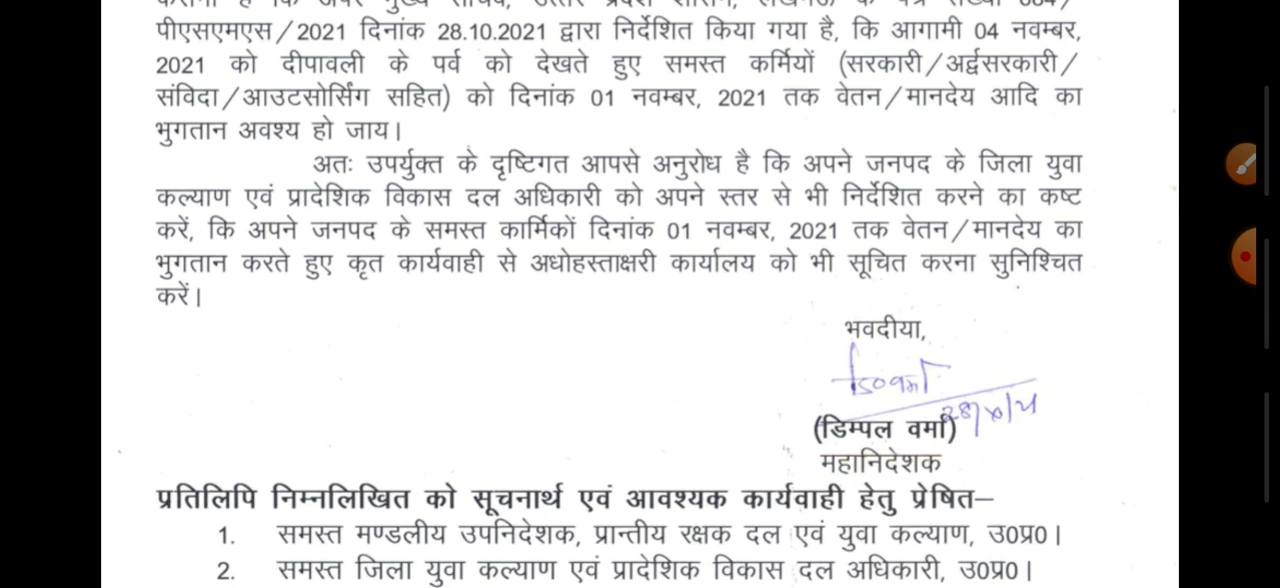 पीएसएमएस/2021 दिनांक 28.10.2021 द्वारा निर्देशित किया गया है, कि आगामी 04 नवम्बर,
2021 को दीपावली के पर्व को देखते हुए समस्त कर्मियों (सरकारी/अर्द्वसरकारी/
संविदा/आउटसोर्सिंग सहित) को दिनांक 01 नवम्बर, 2021 तक वेतन/मानदेय आदि का
भुगतान अवश्य हो जाय।
अतः उपर्युक्त के दृष्टिगत आपसे अनुरोध है कि अपने जनपद के जिला युवा
कल्याण एवं प्रादेशिक विकास दल अधिकारी को अपने स्तर से भी निर्देशित करने का कष्ट
करें, कि अपने जनपद के समस्त कार्मिकों दिनांक 01 नवम्बर, 2021 तक वेतन/मानदेय का
भुगतान करते हुए कृत कार्यवाही से अधोहस्ताक्षरी कार्यालय को भी सूचित करना सुनिश्चित
करें।
भवदीया,
(डिम्पल वर्मा)
महानिदेशक
प्रतिलिपि निम्नलिखित को सूचनार्थ एवं आवश्यक कार्यवाही हेतु प्रेषित–
1. समस्त मण्डलीय उपनिदेशक, प्रान्तीय रक्षक दल एवं युवा कल्याण, उ0प्र0।
2. समस्त जिला युवा कल्याण एवं प्रादेशिक विकास दल अधिकारी, उ0प्र0।